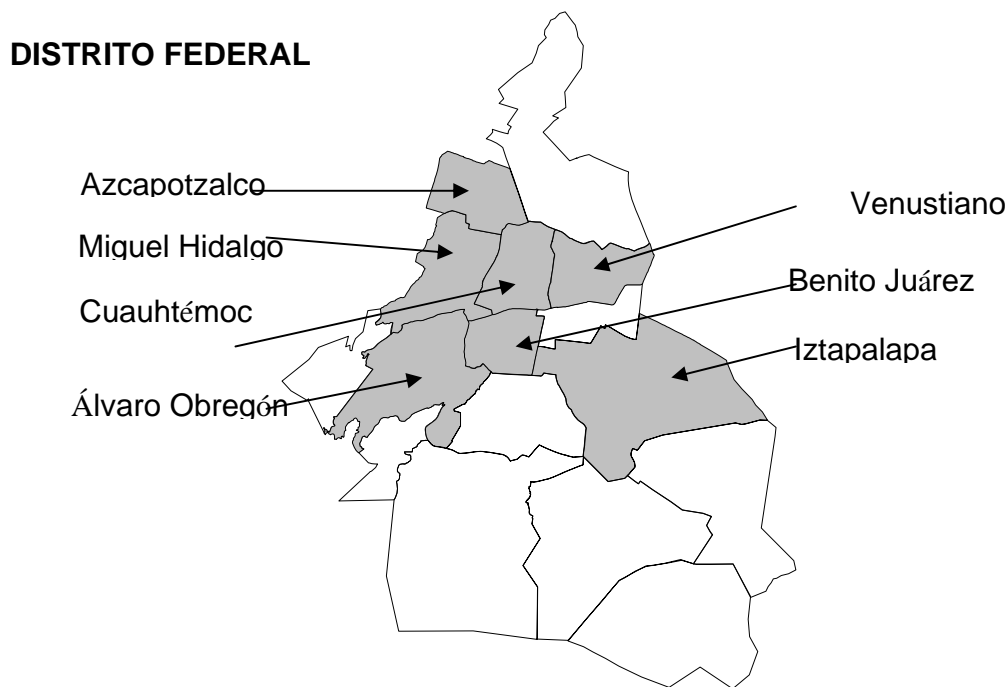 DISTRITO FEDERAL
Azcapotzalco
Venustiano
Miguel Hidalgo
Benito Juárez
Cuauhtémoc
Iztapalapa
Álvaro Obregón